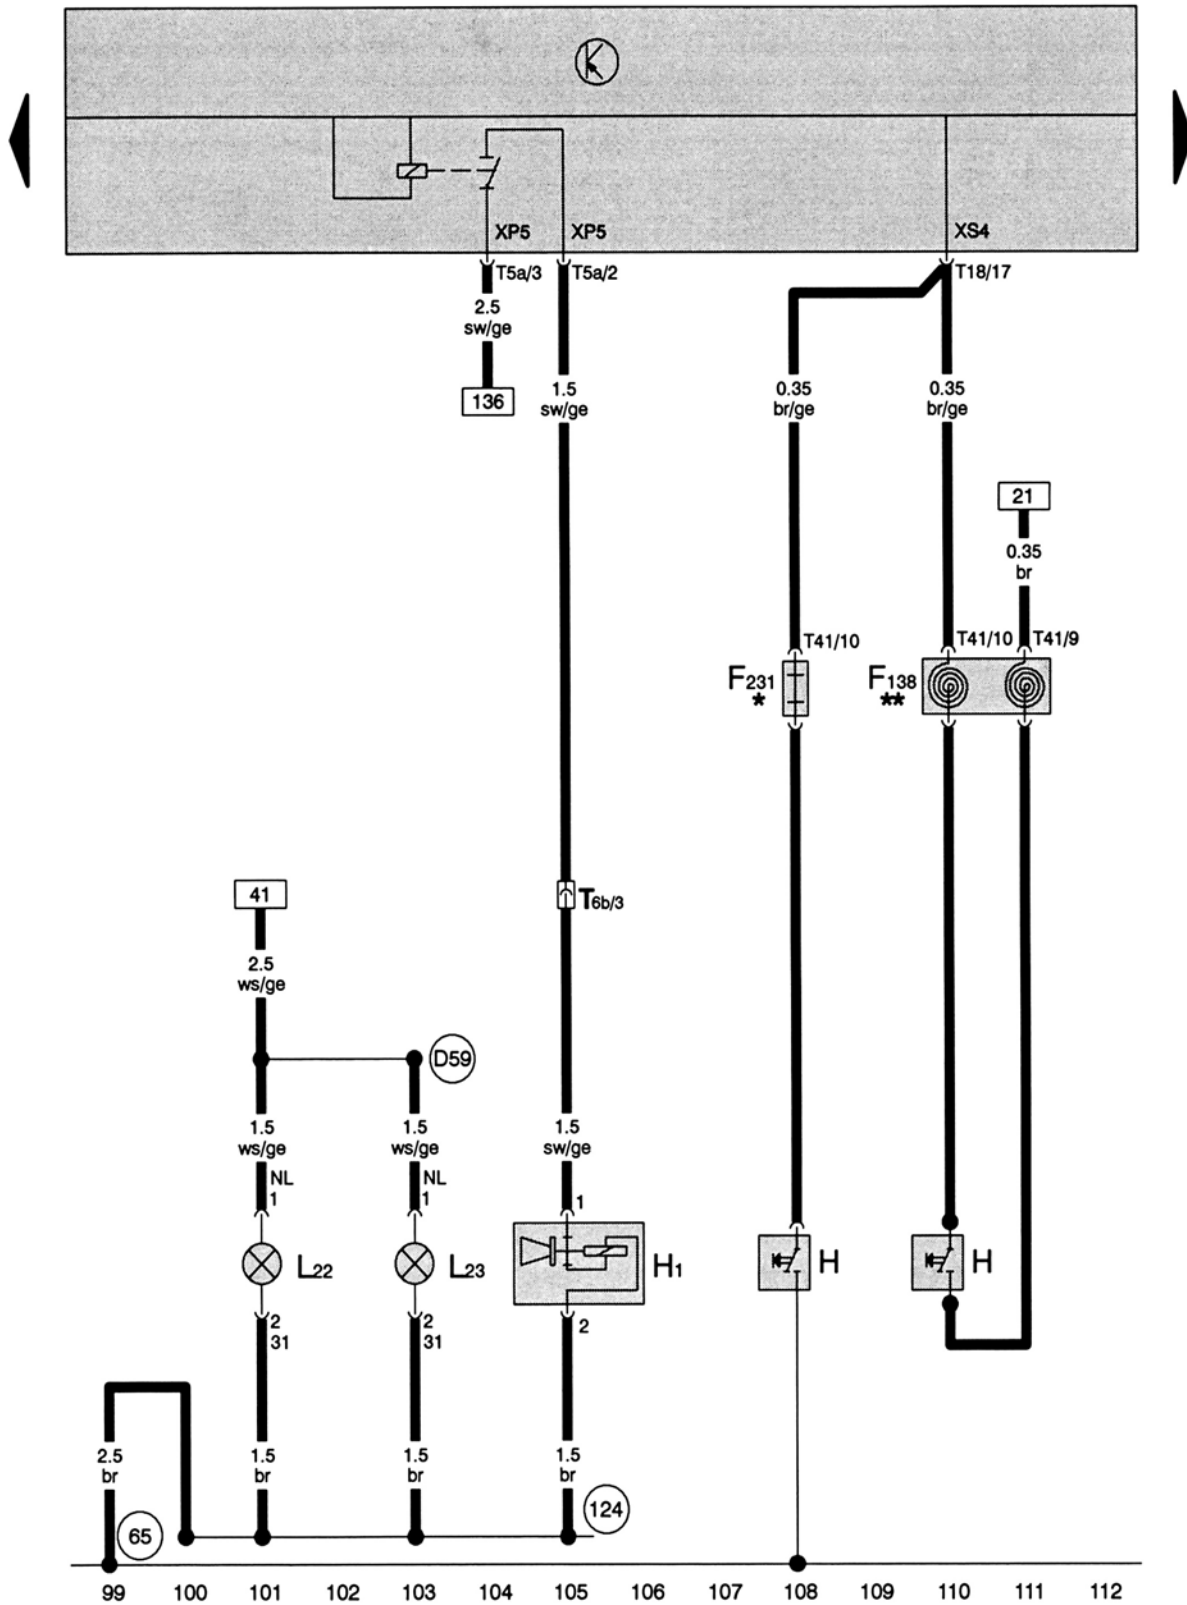 XP5 XP5 XS4
T5a/3 T5a/2 T18/17
2.5
sw/ge
136
1.5
sw/ge
0.35
br/ge
0.35
br/ge
21
0.35
br
T41/10 T41/10 T41/9
F231
*
F138
**
41
T6b/3
2.5
ws/ge
D59
1.5
ws/ge
1.5
ws/ge
1.5
sw/ge
NL
1
NL
1
1
L22 L23 H1 H H
2
31
2
31
2
2.5
br
1.5
br
1.5
br
1.5
br
65 124
99 100 101 102 103 104 105 106 107 108 109 110 111 112